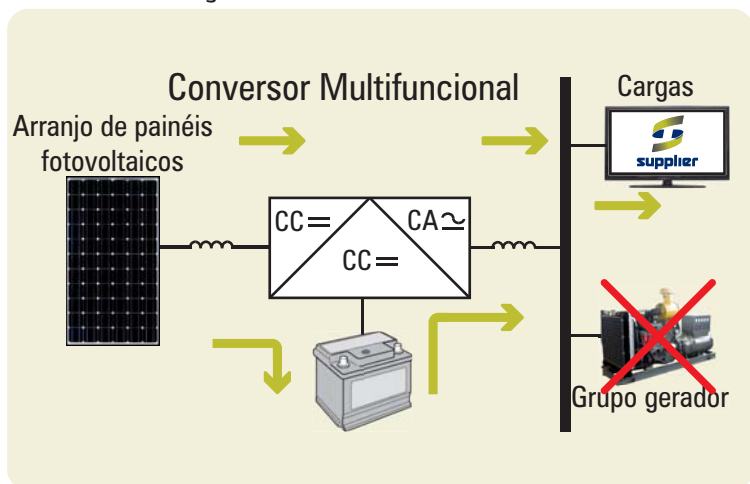 Conversor Multifuncional
Cargas
Arranjo de painéis
fotovoltaicos
supplier
CC
CA
CC
Grupo gerador